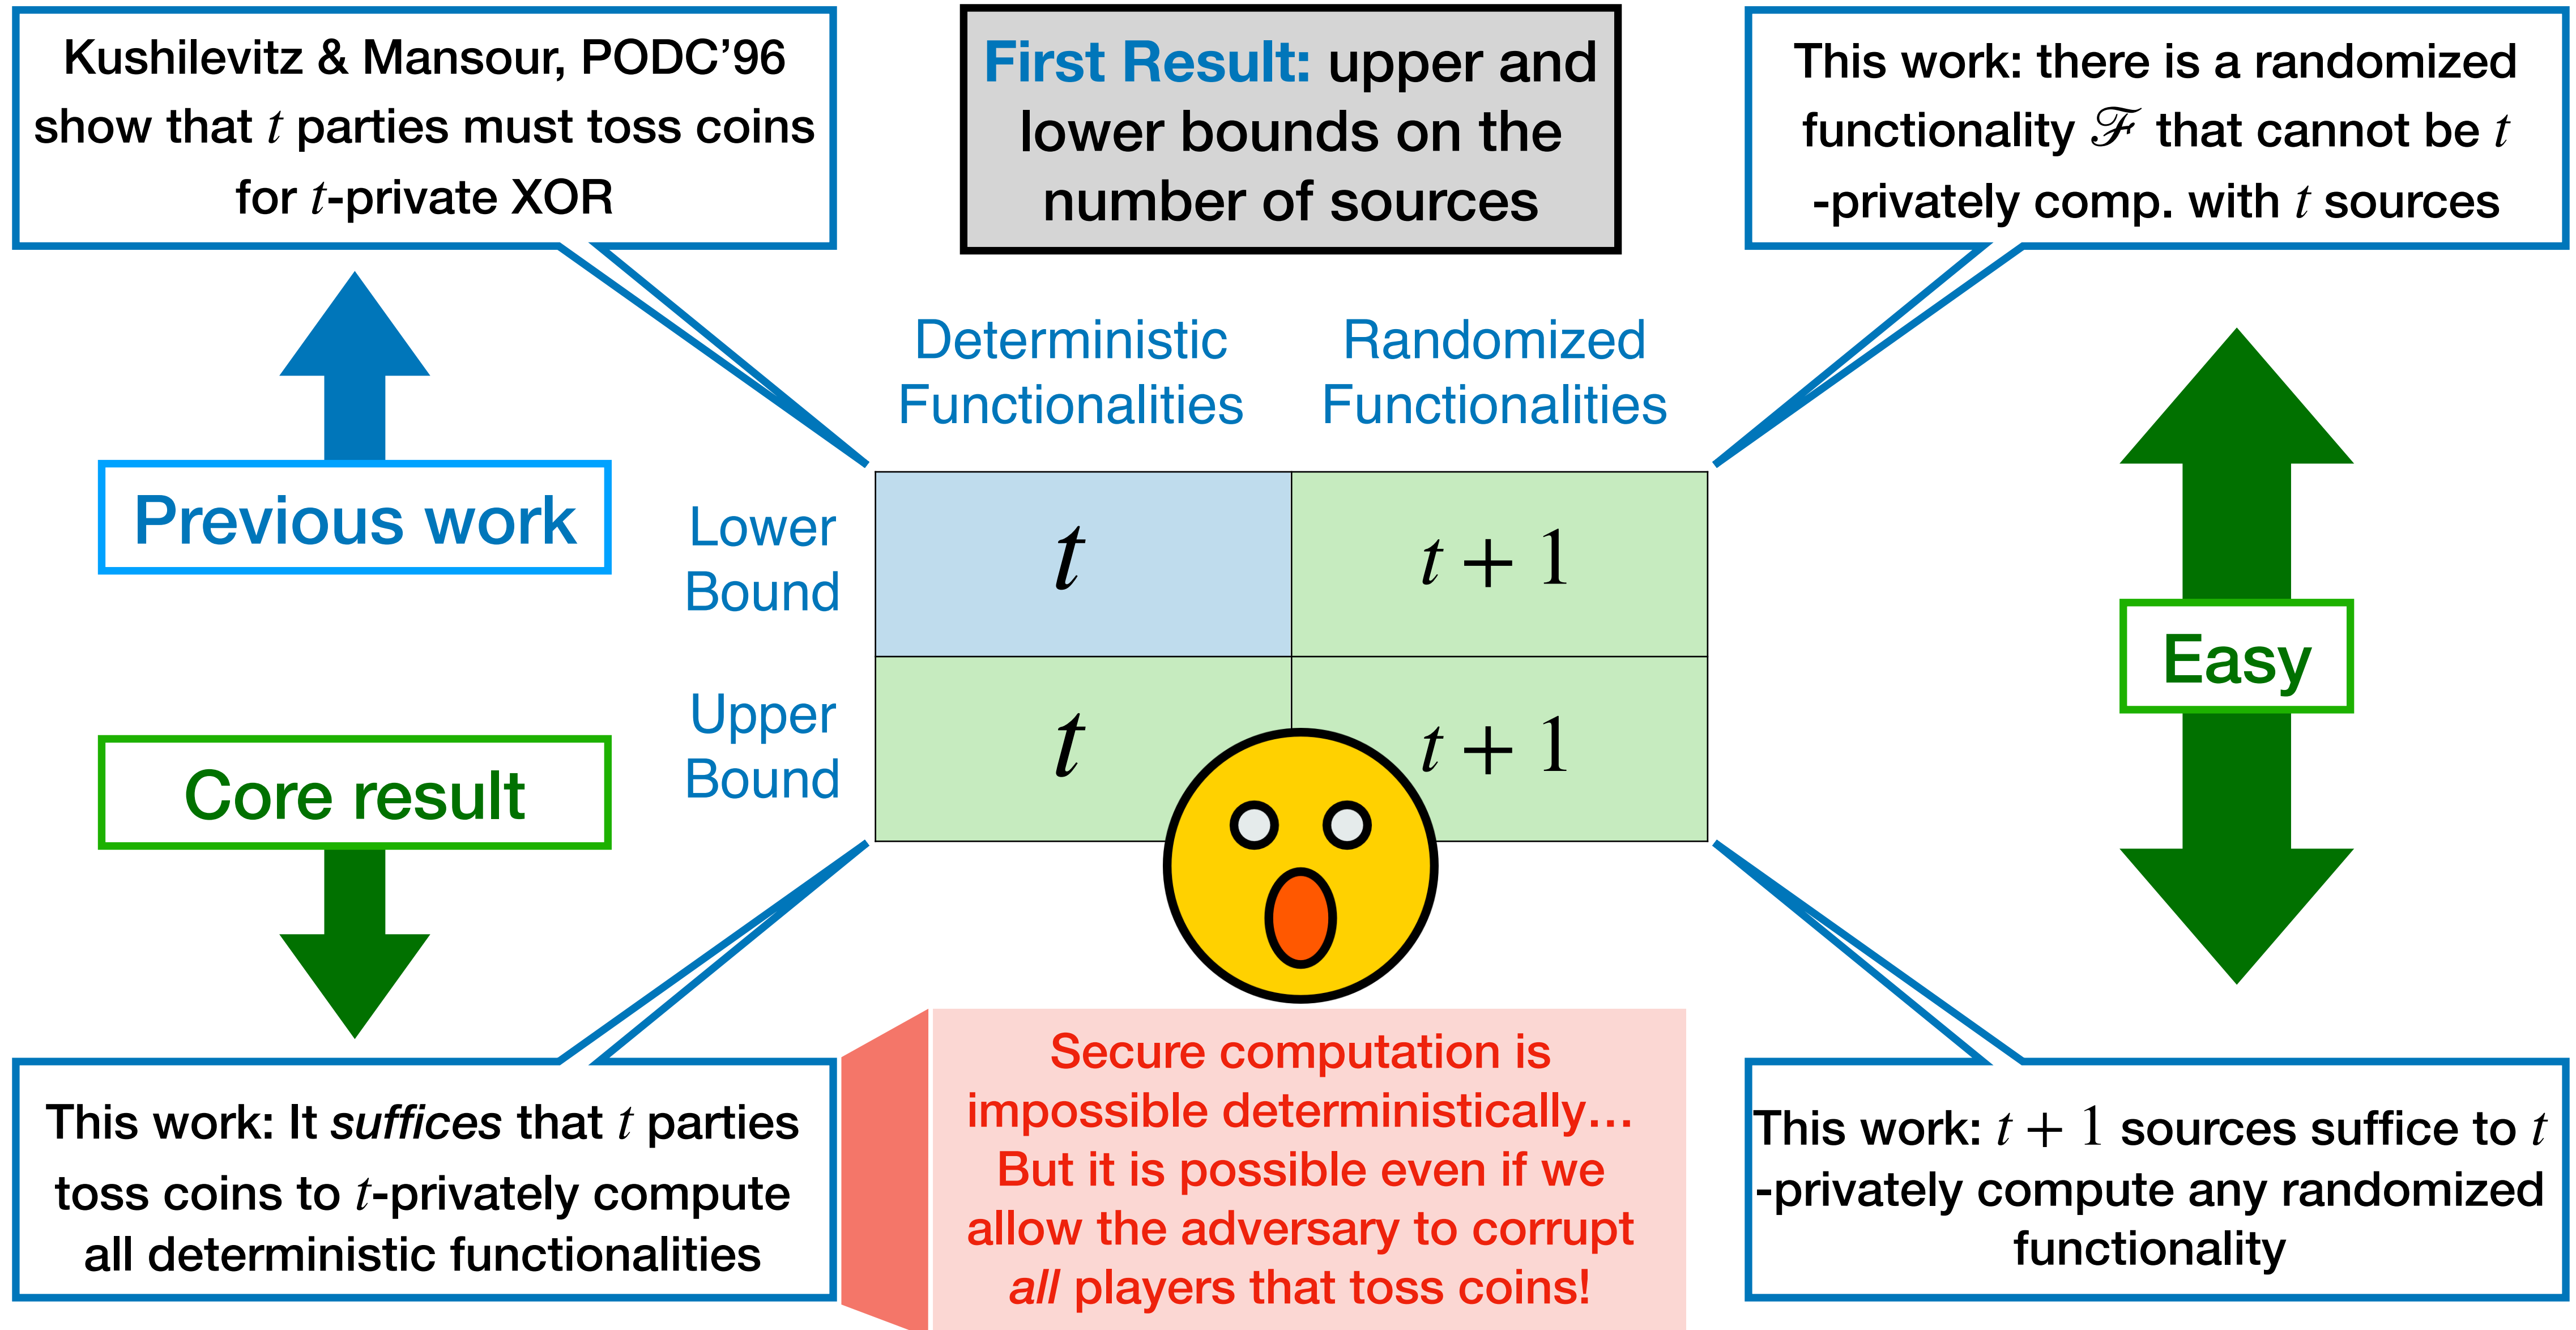 Kushilevitz & Mansour, PODC’96
show that t parties must toss coins
for t-private XOR
First Result: upper and
lower bounds on the
number of sources
This work: there is a randomized
functionality ℱ that cannot be t
-privately comp. with t sources
Deterministic
Functionalities
Randomized
Functionalities
Previous work
Lower
Bound
t
t + 1
Easy
Core result
Upper
Bound
t
t + 1
This work: It suffices that t parties
toss coins to t-privately compute
all deterministic functionalities
Secure computation is
impossible deterministically…
But it is possible even if we
allow the adversary to corrupt
all players that toss coins!
This work: t + 1 sources suffice to t
-privately compute any randomized
functionality